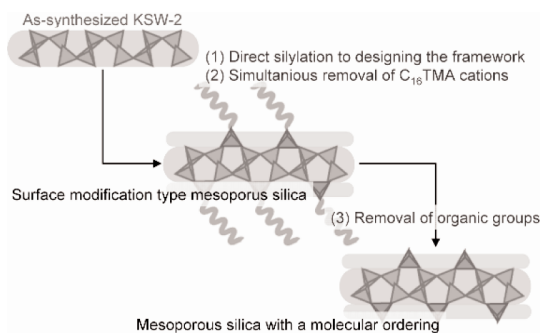 As-synthesized KSW-2
(1) Direct silylation to designing the framework
(2) Simultanious removal of C₁₆TMA cations
Surface modification type mesoporus silica
(3) Removal of organic groups
Mesoporous silica with a molecular ordering